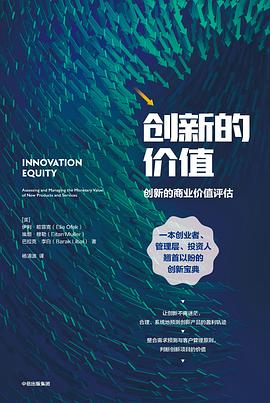 创新的
价值
创新的商业价值评估
INNOVATION
EQUITY
Assessing and Managing the Monetary Value
of New Products and Services
[美]
伊利·欧菲克（Elie Ofek）
埃坦·穆勒（Eitan Muller）
巴拉克·李白（Barak Libai）著
杨清波 译
一本创业者、
管理层、投资人
翘首以盼的
创新宝典
让创新不再迷茫，
合理、系统地预测创新产品的盈利轨迹
整合需求预测与客户管理原则，
判断创新项目的价值
中信出版集团